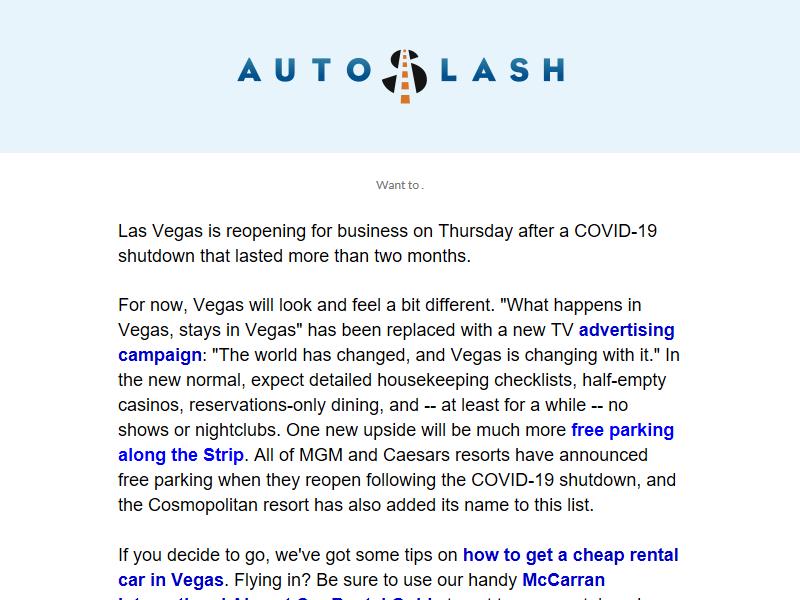 AUTOSLASH
Want to .
Las Vegas is reopening for business on Thursday after a COVID-19
shutdown that lasted more than two months.
For now, Vegas will look and feel a bit different. "What happens in
Vegas, stays in Vegas" has been replaced with a new TV advertising
campaign: "The world has changed, and Vegas is changing with it." In
the new normal, expect detailed housekeeping checklists, half-empty
casinos, reservations-only dining, and -- at least for a while -- no
shows or nightclubs. One new upside will be much more free parking
along the Strip. All of MGM and Caesars resorts have announced
free parking when they reopen following the COVID-19 shutdown, and
the Cosmopolitan resort has also added its name to this list.
If you decide to go, we've got some tips on how to get a cheap rental
car in Vegas. Flying in? Be sure to use our handy McCarran